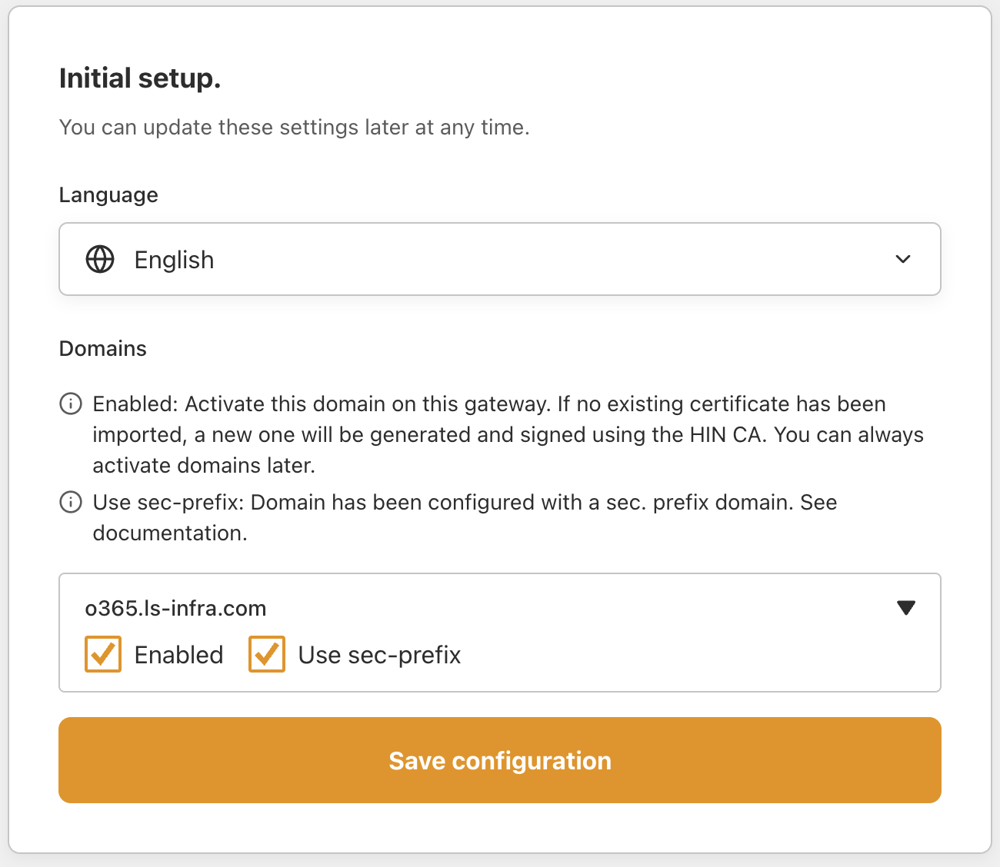 Initial setup.
You can update these settings later at any time.
Language
English
Domains
Enabled: Activate this domain on this gateway. If no existing certificate has been
imported, a new one will be generated and signed using the HIN CA. You can always
activate domains later.
Use sec-prefix: Domain has been configured with a sec. prefix domain. See
documentation.
o365.ls-infra.com
Enabled Use sec-prefix
Save configuration